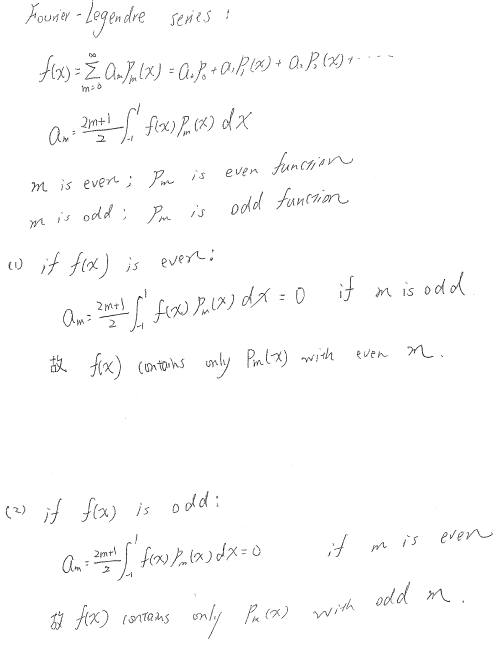 Fourier-Legendre series :
f(x) = ∑_{m=0}^{∞} a_m P_m(x) = a_0 P_0 + a_1 P_1(x) + a_2 P_2(x) + ....
a_m = \frac{2m+1}{2} ∫_{-1}^{1} f(x) P_m(x) dx
m is even ; P_m is even function
m is odd ; P_m is odd function
(1) if f(x) is even :
a_m = \frac{2m+1}{2} ∫_{-1}^{1} f(x) P_m(x) dx = 0 if m is odd
故 f(x) contains only P_m(x) with even m .
(2) if f(x) is odd :
a_m = \frac{2m+1}{2} ∫_{-1}^{1} f(x) P_m(x) dx = 0 if m is even
故 f(x) contains only P_m(x) with odd m .